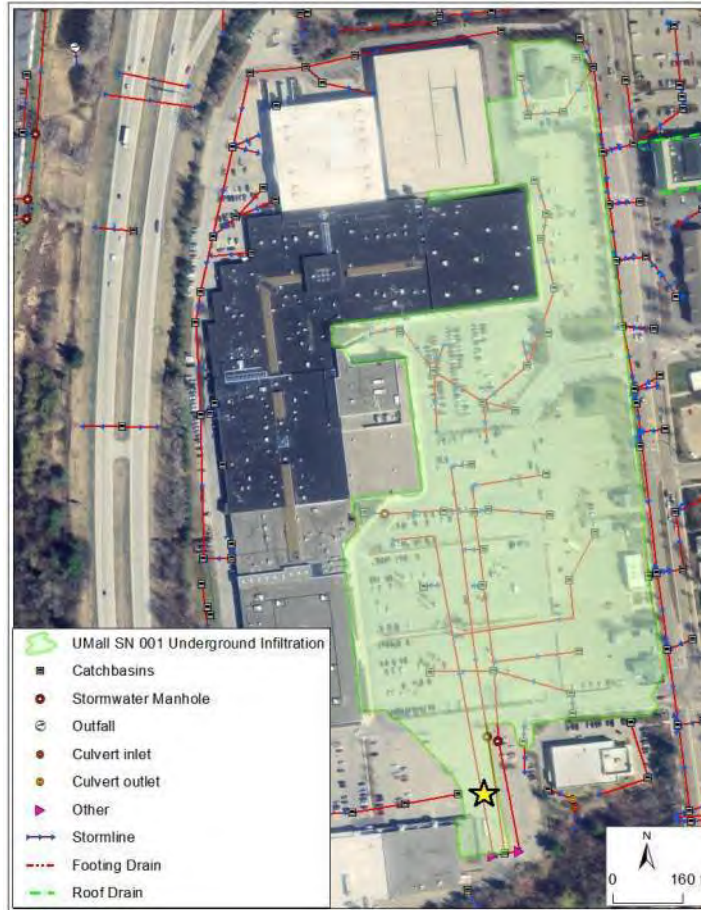 UMall SN 001 Underground Infiltration
Catchbasins
Stormwater Manhole
Outfall
Culvert inlet
Culvert outlet
Other
Stormline
Footing Drain
Roof Drain
N
0 160